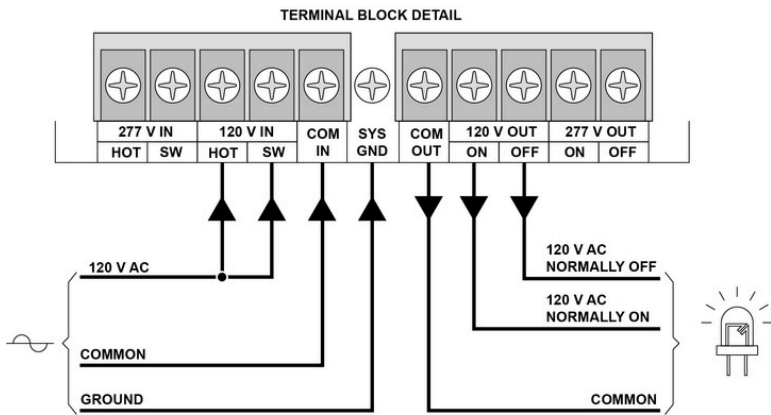 TERMINAL BLOCK DETAIL
277 V IN 120 V IN COM IN SYS GND COM OUT 120 V OUT 277 V OUT
HOT SW HOT SW ON OFF ON OFF
120 V AC
COMMON
GROUND
120 V AC
NORMALLY OFF
120 V AC
NORMALLY ON
COMMON